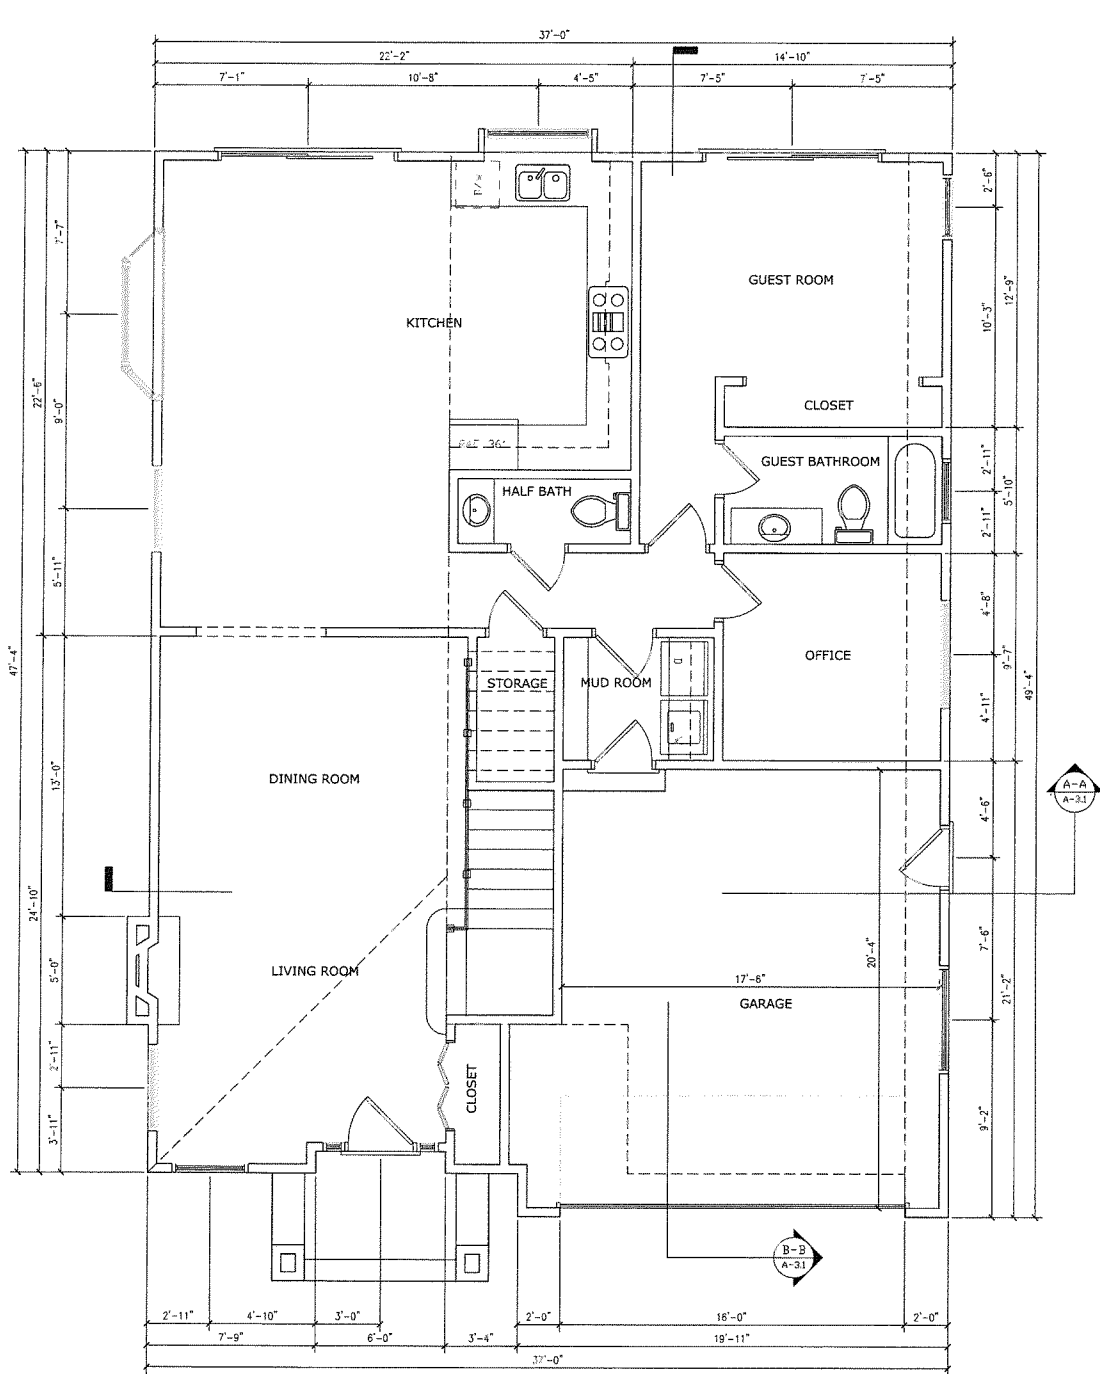 37'-0"
22'-2"
14'-10"
7'-1"
10'-8"
4'-5"
7'-5"
7'-5"
D/W
2'-6"
7'-7"
GUEST ROOM
12'-9"
10'-3"
KITCHEN
22'-6"
CLOSET
9'-0"
REF 36"
GUEST BATHROOM
2'-11"
HALF BATH
5'-10"
2'-11"
5'-11"
4'-8"
47'-4"
OFFICE
9'-7"
D
STORAGE
MUD ROOM
49'-4"
4'-11"
DINING ROOM
13'-0"
A-A
A-3.1
4'-6"
24'-10"
7'-6"
20'-4"
LIVING ROOM
5'-0"
17'-6"
21'-2"
GARAGE
2'-11"
CLOSET
9'-2"
3'-11"
B-B
A-3.1
2'-11"
4'-10"
3'-0"
2'-0"
16'-0"
2'-0"
7'-9"
6'-0"
3'-4"
19'-11"
37'-0"